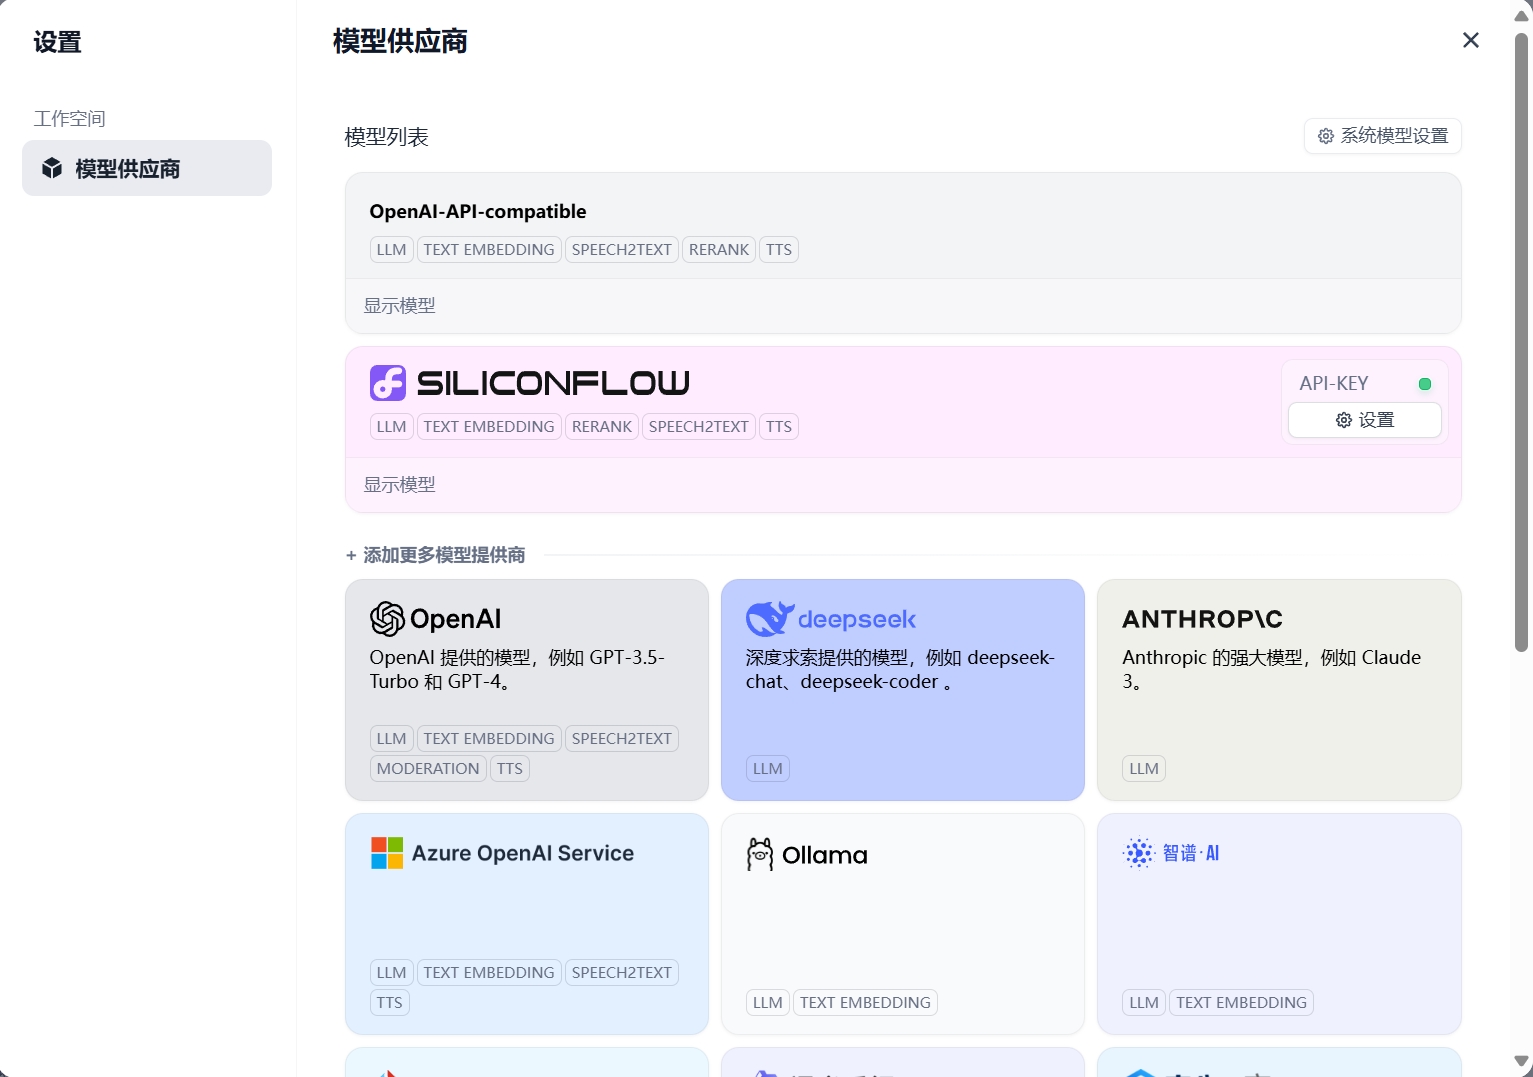 设置
模型供应商
工作空间
模型供应商
模型列表
系统模型设置
OpenAI-API-compatible
LLM TEXT EMBEDDING SPEECH2TEXT RERANK TTS
显示模型
SILICONFLOW
API-KEY
设置
LLM TEXT EMBEDDING RERANK SPEECH2TEXT TTS
显示模型
+ 添加更多模型提供商
OpenAI
OpenAI 提供的模型，例如 GPT-3.5-
Turbo 和 GPT-4。
LLM TEXT EMBEDDING SPEECH2TEXT
MODERATION TTS
deepseek
深度求索提供的模型，例如 deepseek-
chat、deepseek-coder 。
LLM
ANTHROP\C
Anthropic 的强大模型，例如 Claude
3。
LLM
Azure OpenAI Service
LLM TEXT EMBEDDING SPEECH2TEXT
TTS
Ollama
LLM TEXT EMBEDDING
智谱·AI
LLM TEXT EMBEDDING